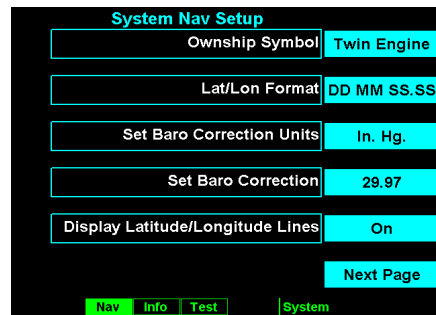 System Nav Setup
Ownship Symbol Twin Engine
Lat/Lon Format DD MM SS.SS
Set Baro Correction Units In. Hg.
Set Baro Correction 29.97
Display Latitude/Longitude Lines On
Next Page
Nav Info Test System